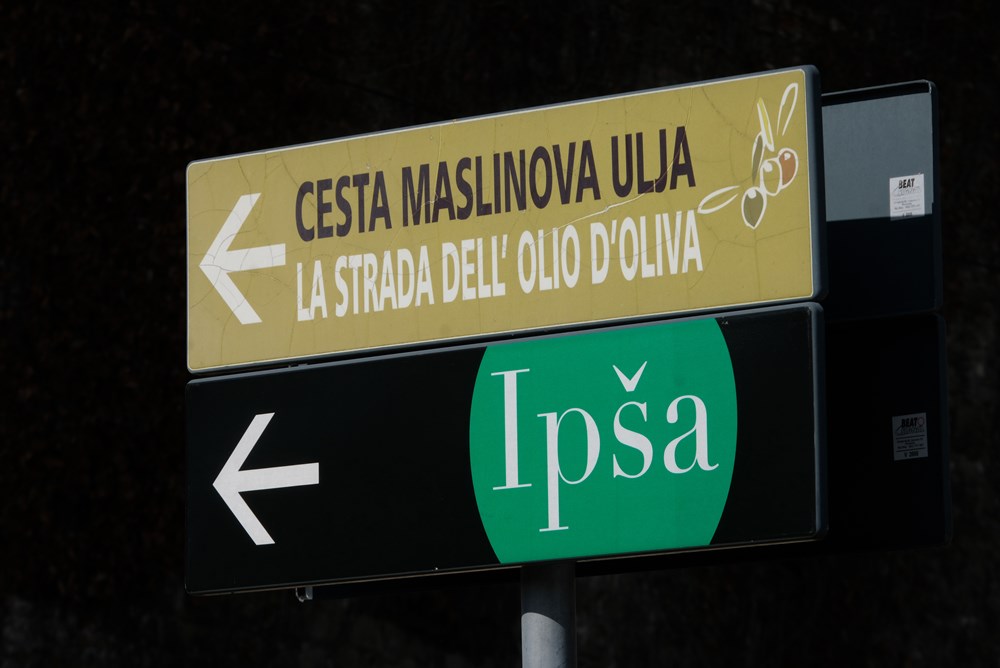 CESTA MASLINOVA ULJA
LA STRADA DELL' OLIO D'OLIVA
Ipša
BEAT
BEAT